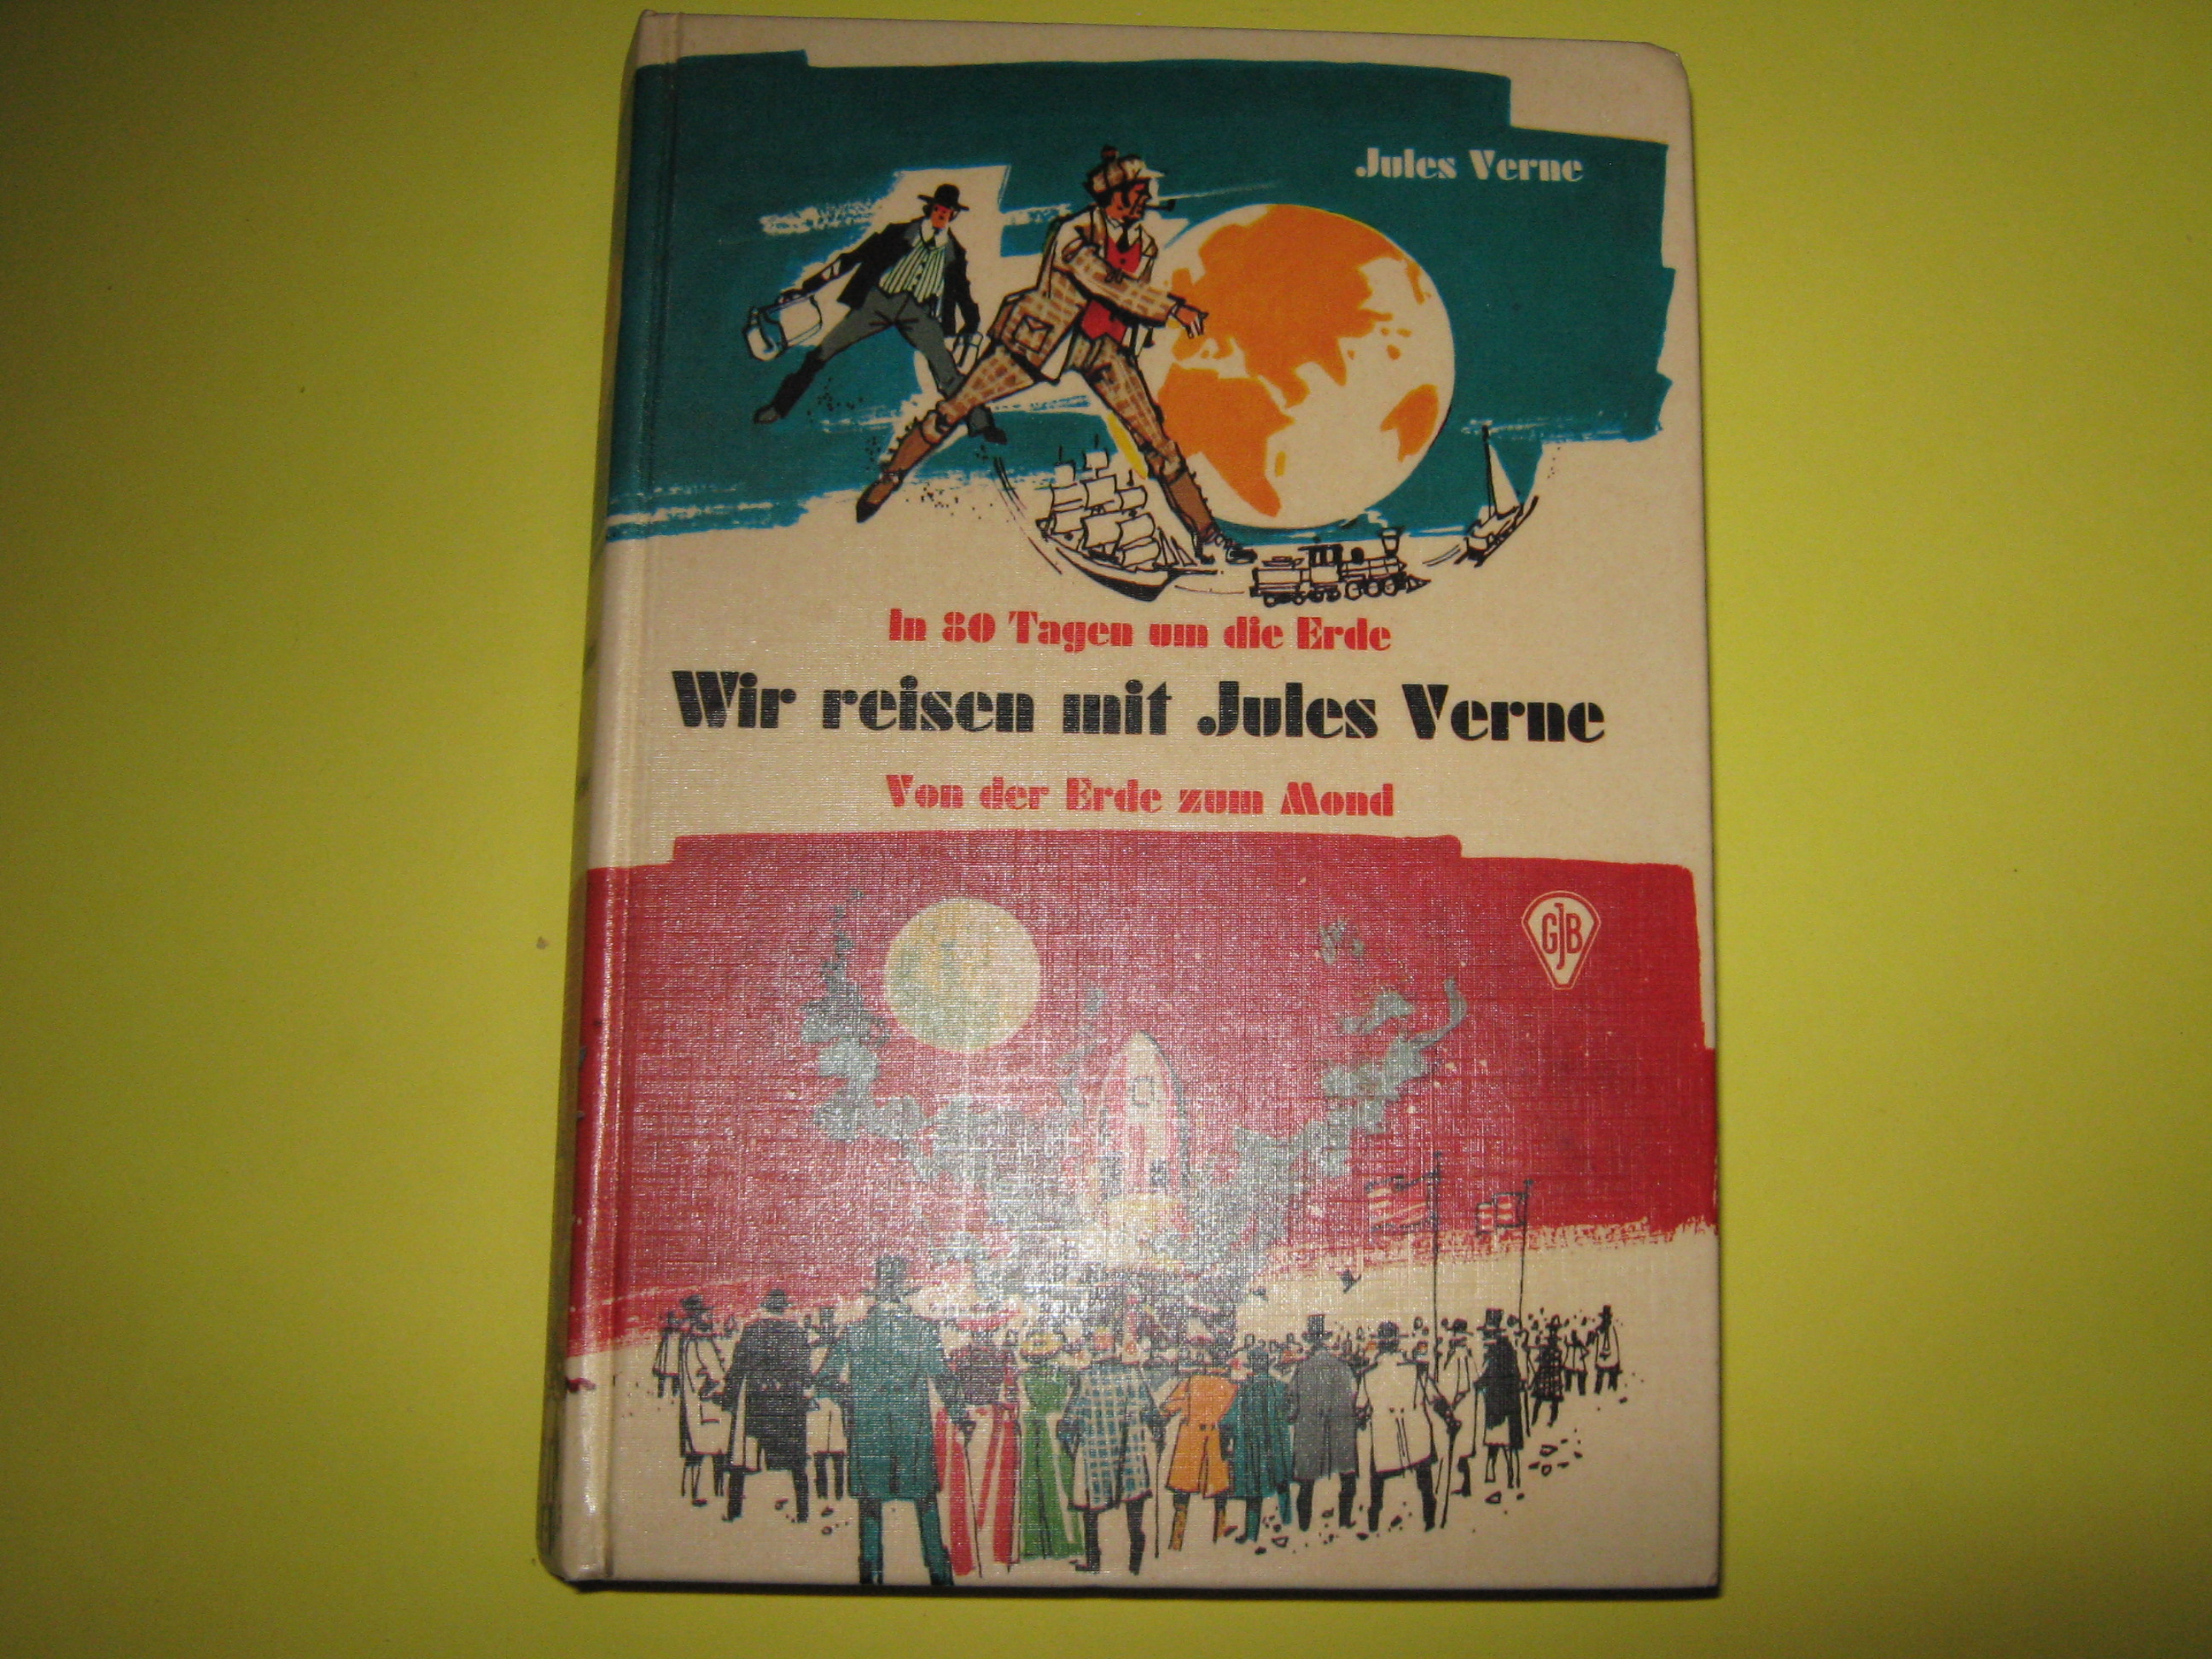 Jules Verne
In 80 Tagen um die Erde
Wir reisen mit Jules Verne
Von der Erde zum Mond
GJB